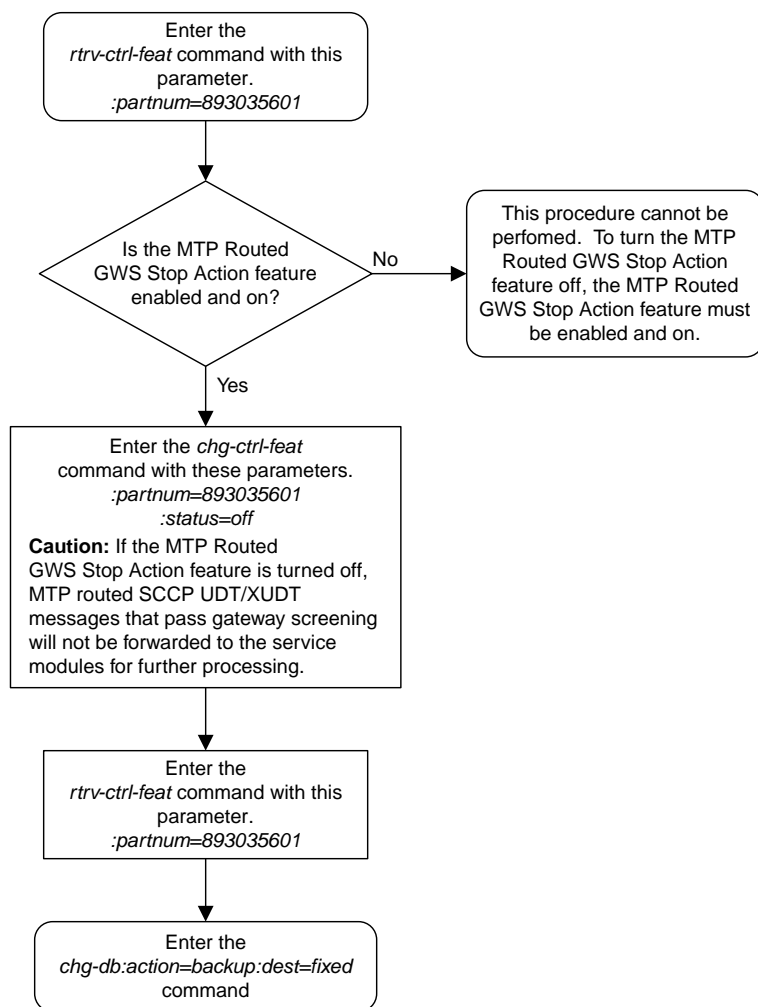 Enter the
rtrv-ctrl-feat command with this
parameter.
:partnum=893035601
Is the MTP Routed
GWS Stop Action feature
enabled and on?
No
This procedure cannot be
perfomed.  To turn the MTP
Routed GWS Stop Action
feature off, the MTP Routed
GWS Stop Action feature must
be enabled and on.
Yes
Enter the chg-ctrl-feat
command with these parameters.
:partnum=893035601
:status=off
Caution: If the MTP Routed
GWS Stop Action feature is turned off,
MTP routed SCCP UDT/XUDT
messages that pass gateway screening
will not be forwarded to the service
modules for further processing.
Enter the
rtrv-ctrl-feat command with this
parameter.
:partnum=893035601
Enter the
chg-db:action=backup:dest=fixed
command